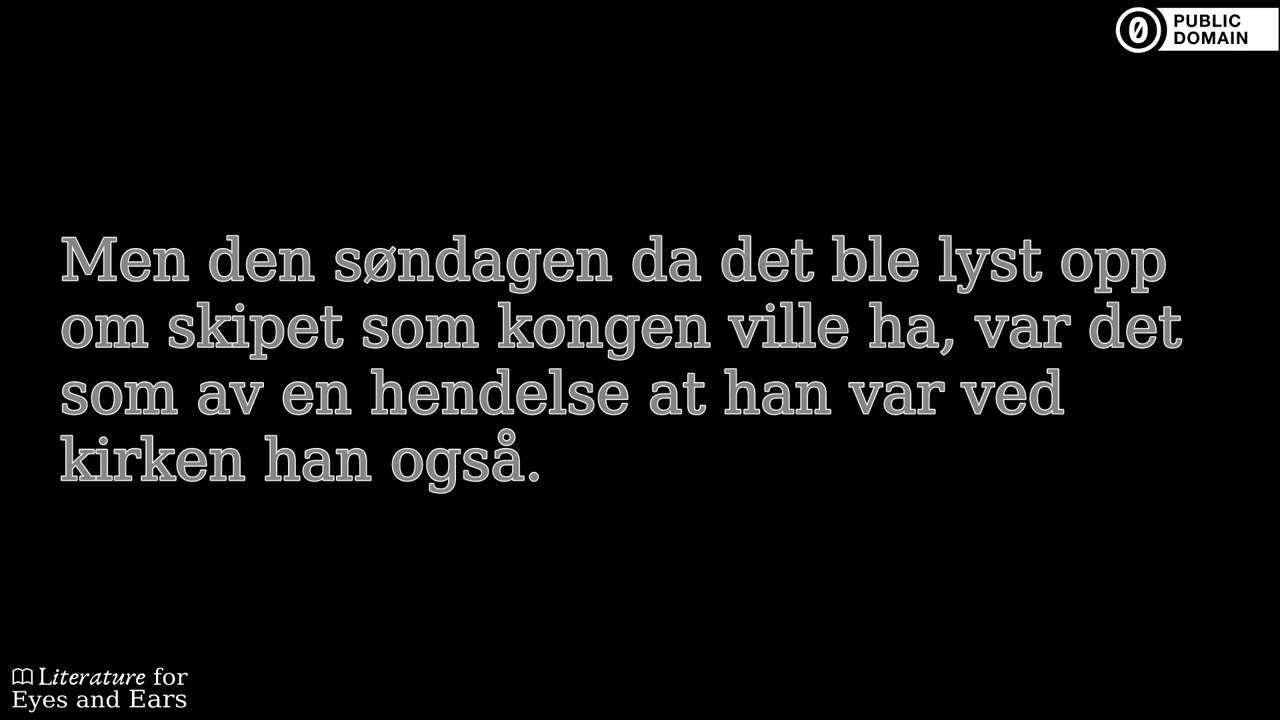 PUBLIC
DOMAIN
Men den søndagen da det ble lyst opp
om skipet som kongen ville ha, var det
som av en hendelse at han var ved
kirken han også.
Literature for
Eyes and Ears